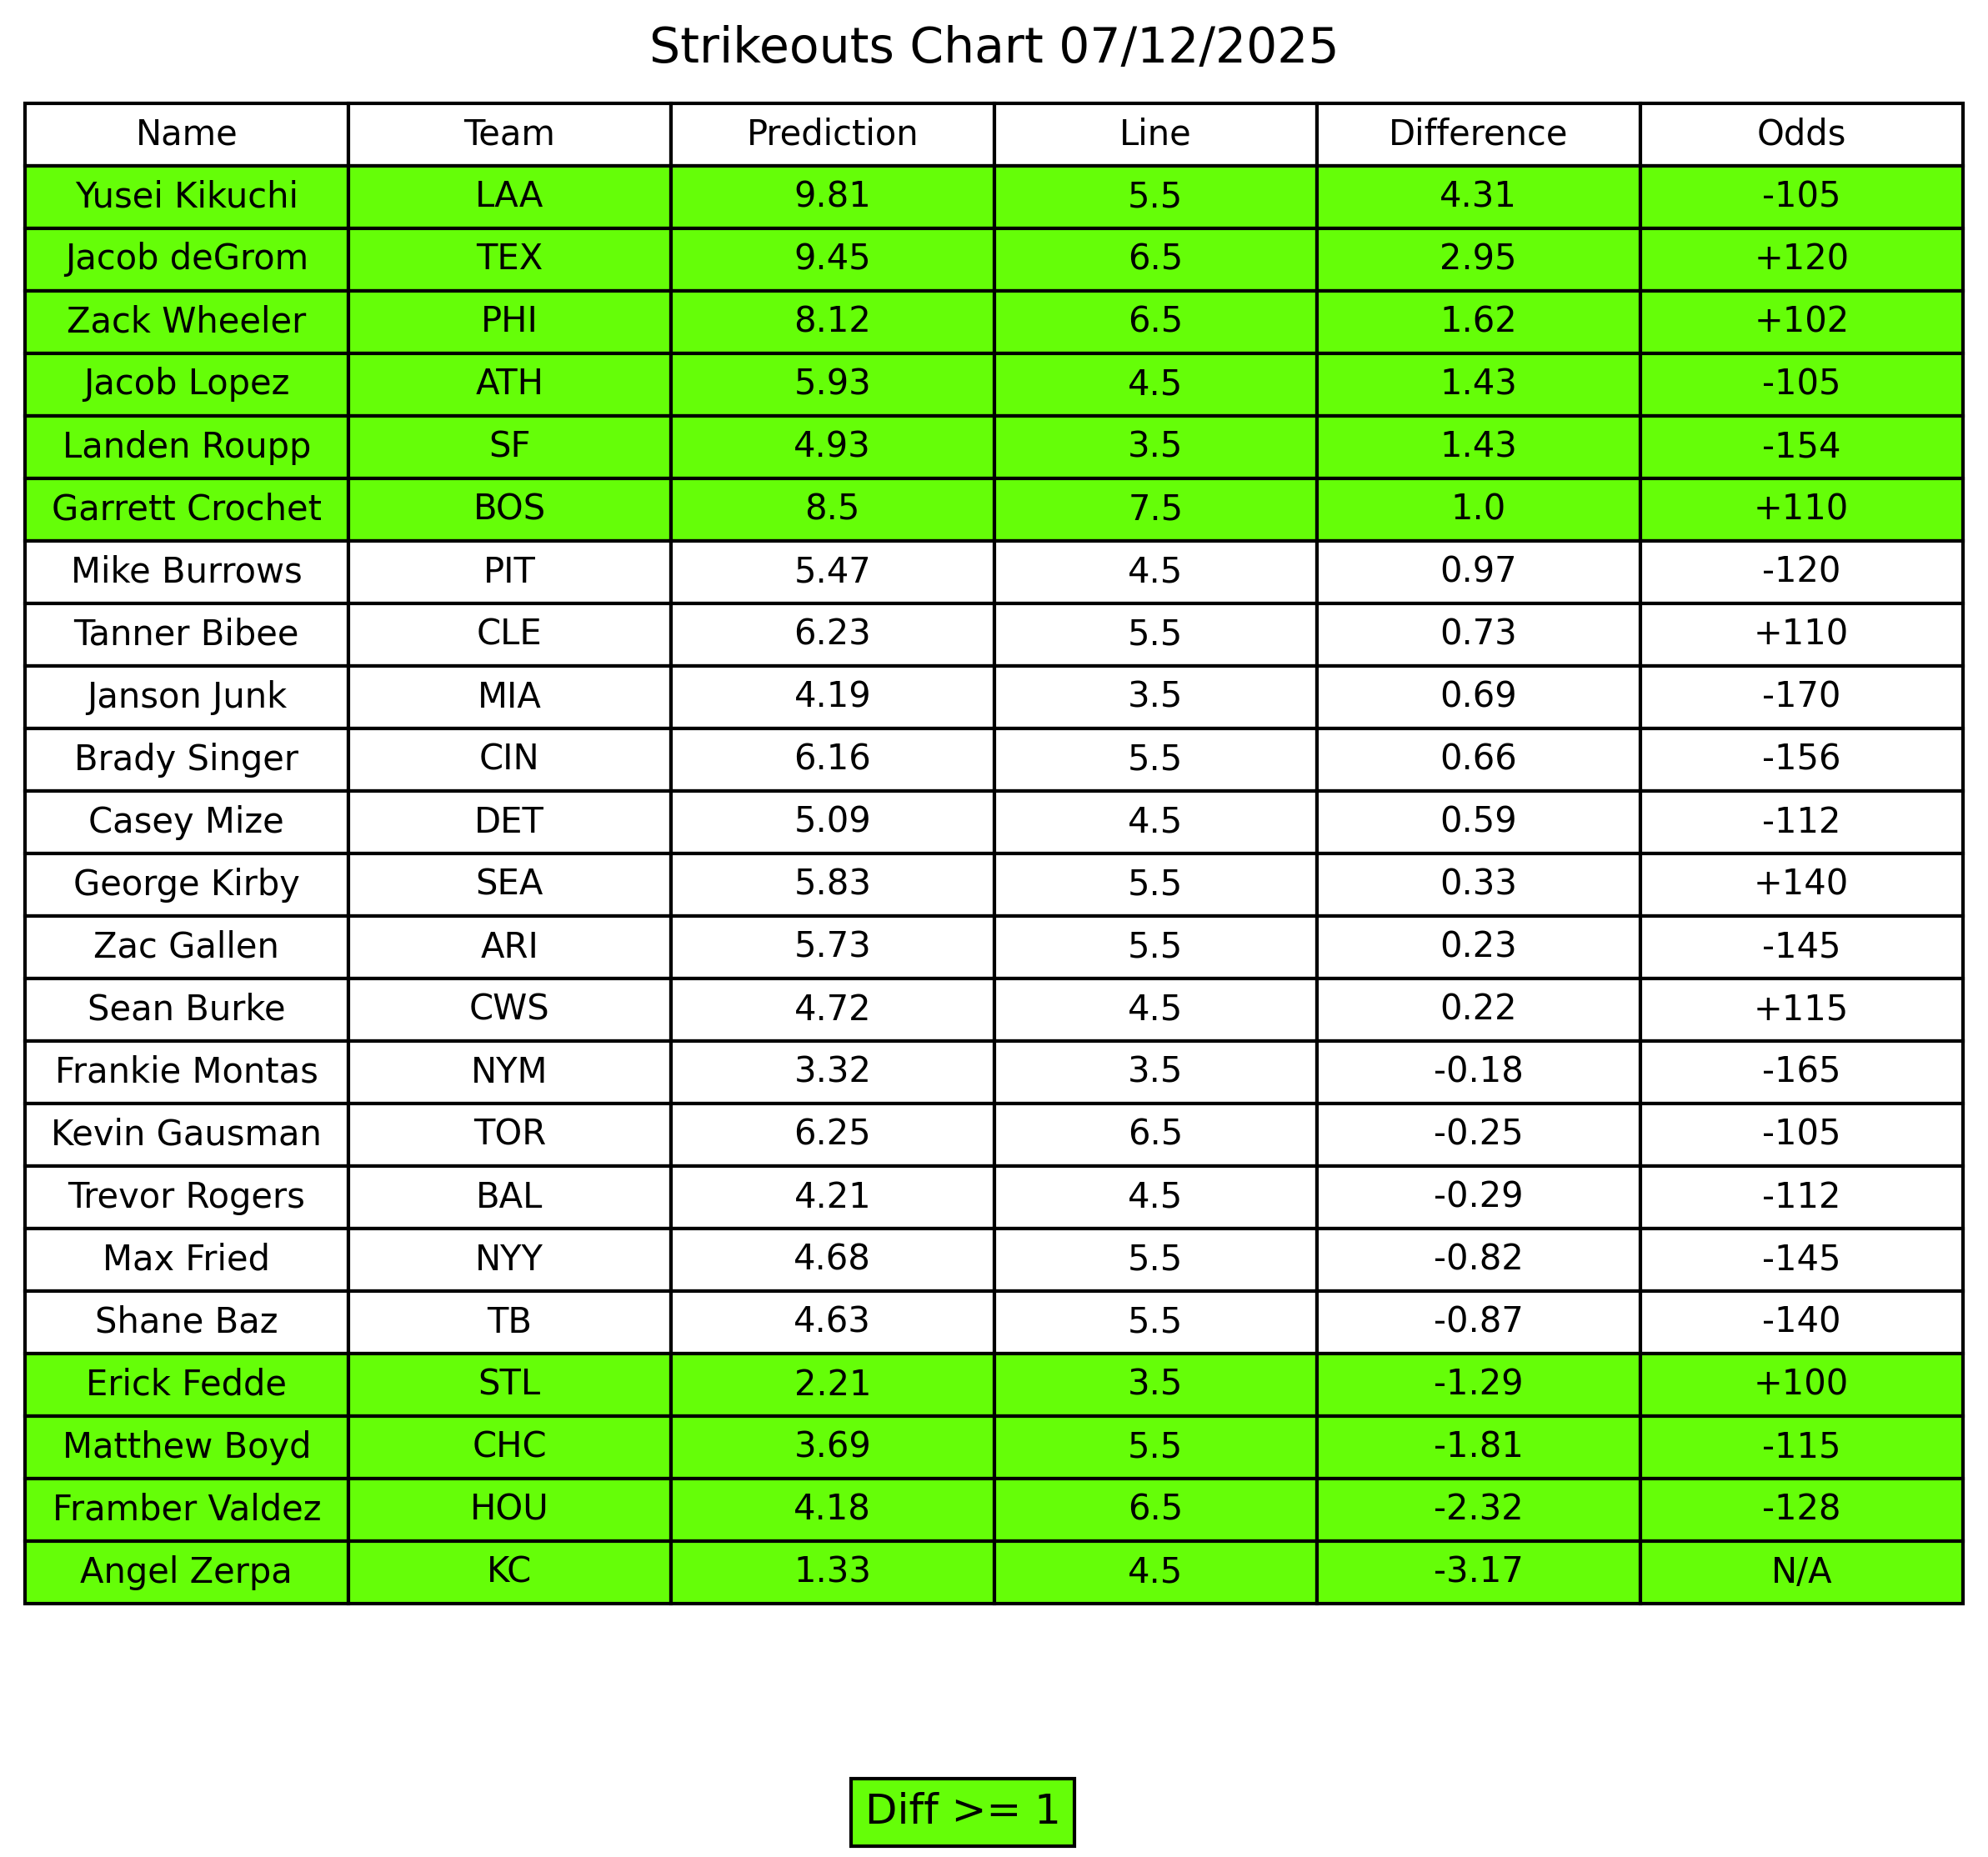 Strikeouts Chart 07/12/2025
Name Team Prediction Line Difference Odds
Yusei Kikuchi LAA 9.81 5.5 4.31 -105
Jacob deGrom TEX 9.45 6.5 2.95 +120
Zack Wheeler PHI 8.12 6.5 1.62 +102
Jacob Lopez ATH 5.93 4.5 1.43 -105
Landen Roupp SF 4.93 3.5 1.43 -154
Garrett Crochet BOS 8.5 7.5 1.0 +110
Mike Burrows PIT 5.47 4.5 0.97 -120
Tanner Bibee CLE 6.23 5.5 0.73 +110
Janson Junk MIA 4.19 3.5 0.69 -170
Brady Singer CIN 6.16 5.5 0.66 -156
Casey Mize DET 5.09 4.5 0.59 -112
George Kirby SEA 5.83 5.5 0.33 +140
Zac Gallen ARI 5.73 5.5 0.23 -145
Sean Burke CWS 4.72 4.5 0.22 +115
Frankie Montas NYM 3.32 3.5 -0.18 -165
Kevin Gausman TOR 6.25 6.5 -0.25 -105
Trevor Rogers BAL 4.21 4.5 -0.29 -112
Max Fried NYY 4.68 5.5 -0.82 -145
Shane Baz TB 4.63 5.5 -0.87 -140
Erick Fedde STL 2.21 3.5 -1.29 +100
Matthew Boyd CHC 3.69 5.5 -1.81 -115
Framber Valdez HOU 4.18 6.5 -2.32 -128
Angel Zerpa KC 1.33 4.5 -3.17 N/A
Diff >= 1